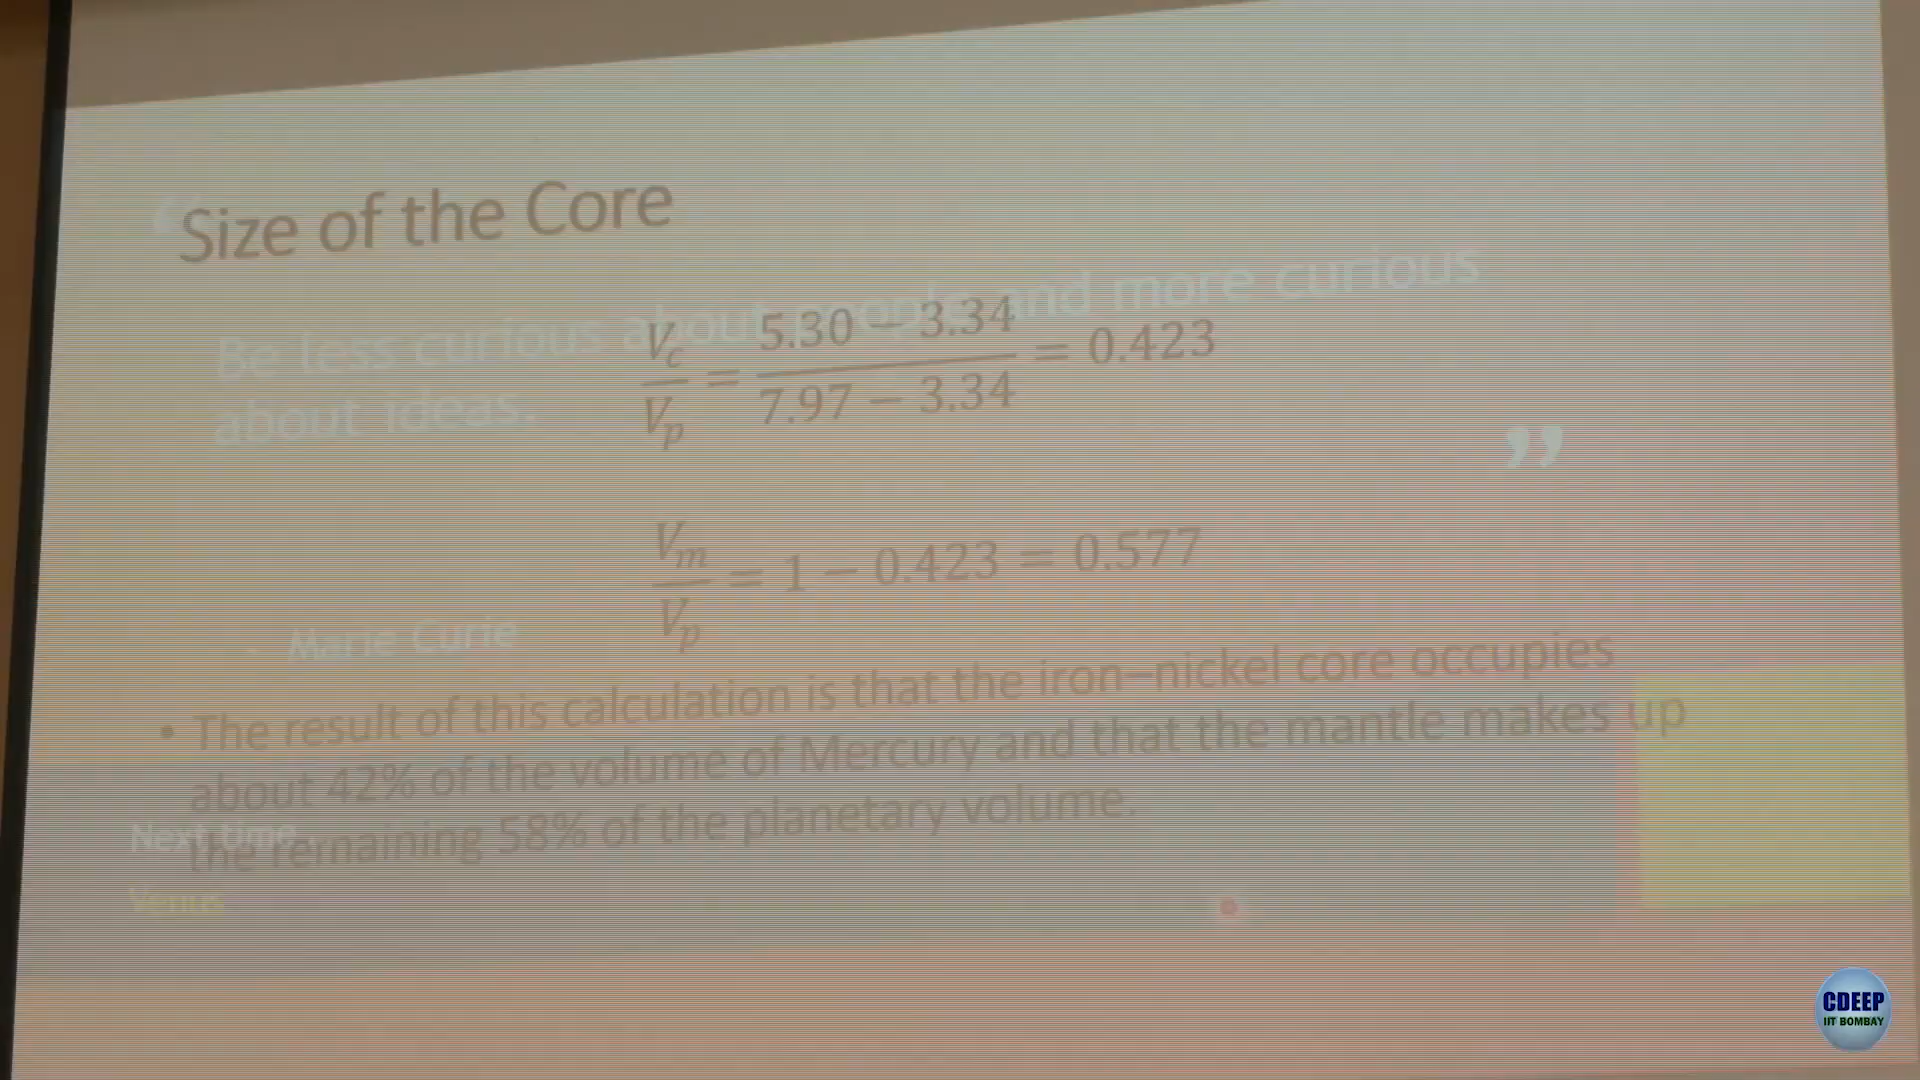 “
Size of the Core
Be less curious about people and more curious
about ideas.
”
V_c / V_p = (5.30 − 3.34) / (7.97 − 3.34) = 0.423
V_m / V_p = 1 − 0.423 = 0.577
- Marie Curie
• The result of this calculation is that the iron–nickel core occupies
about 42% of the volume of Mercury and that the mantle makes up
the remaining 58% of the planetary volume.
Next time
Venus
CDEEP
IIT BOMBAY